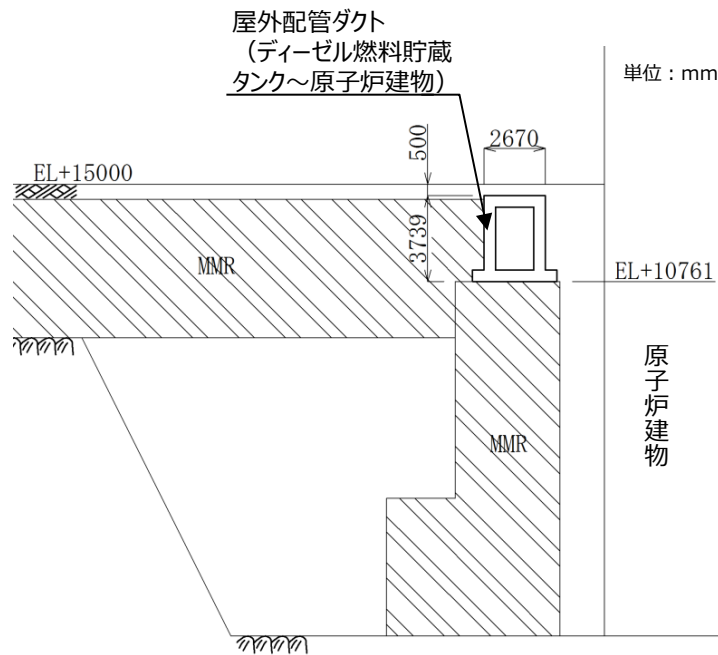 屋外配管ダクト
（ディーゼル燃料貯蔵
タンク～原子炉建物）
単位：mm
500
2670
EL+15000
3739
MMR
EL+10761
原子炉建物
MMR